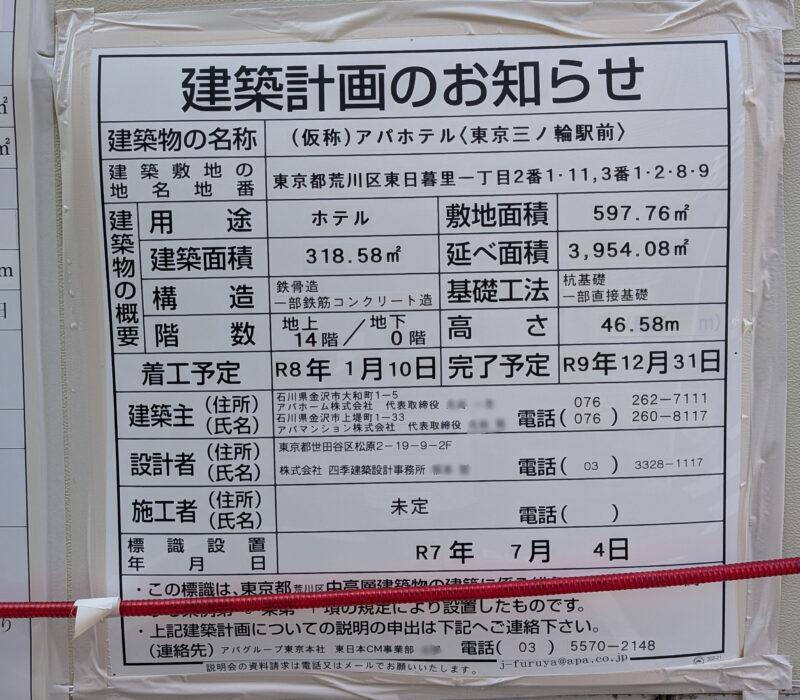 建築計画のお知らせ
建築物の名称 （仮称）アパホテル〈東京三ノ輪駅前〉
建築敷地の地名地番 東京都荒川区東日暮里一丁目2番1・11,3番1・2・8・9
建築物の概要
用途 ホテル 敷地面積 597.76㎡
建築面積 318.58㎡ 延べ面積 3,954.08㎡
構造 鉄骨造 一部鉄筋コンクリート造 基礎工法 杭基礎 一部直接基礎
階数 地上14階／地下0階 高さ 46.58m
着工予定 R8年 1月10日 完了予定 R9年12月31日
建築主（住所）（氏名）
石川県金沢市大和町1-5
アパホーム株式会社 代表取締役
石川県金沢市上堤町1-33
アパマンション株式会社 代表取締役
電話(076) 262-7111
(076) 260-8117
設計者（住所）（氏名）
東京都世田谷区松原2-19-9-2F
株式会社 四季建築設計事務所
電話(03) 3328-1117
施工者（住所）（氏名） 未定 電話( )
標識設置年月日 R7年 7月 4日
・この標識は、東京都荒川区中高層建築物の建築に係る
項の規定により設置したものです。
・上記建築計画についての説明の申出は下記へご連絡下さい。
（連絡先）アパグループ東京本社 東日本CM事業部 電話(03) 5570-2148
説明会の資料請求は電話又はメールでお願いいたします。 j-furuya@apa.co.jp